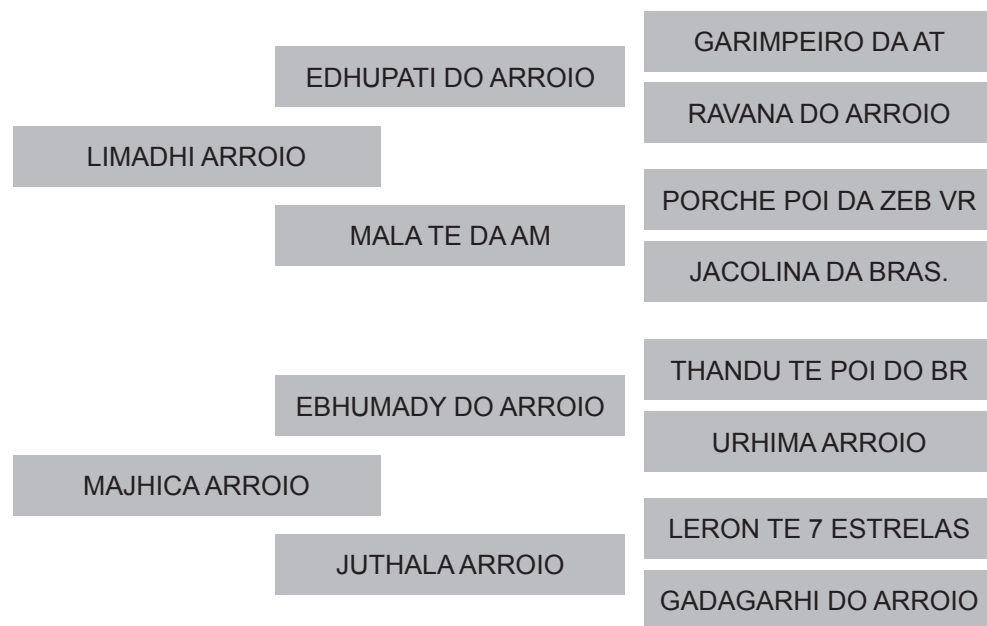 GARIMPEIRO DA AT
EDHUPATI DO ARROIO
RAVANA DO ARROIO
LIMADHI ARROIO
PORCHE POI DA ZEB VR
MALA TE DA AM
JACOLINA DA BRAS.
THANDU TE POI DO BR
EBHUMADY DO ARROIO
URHIMA ARROIO
MAJHICA ARROIO
LERON TE 7 ESTRELAS
JUTHALA ARROIO
GADAGARHI DO ARROIO